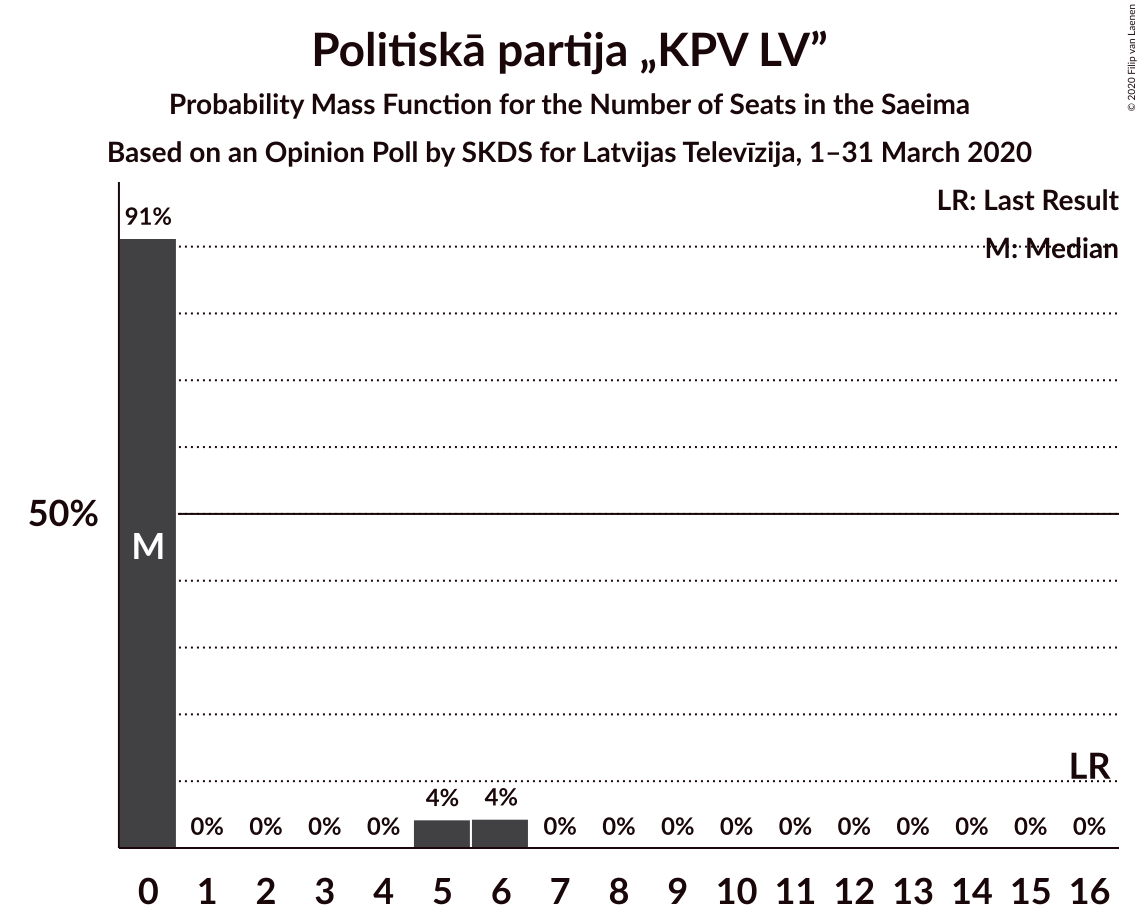 Politiskā partija „KPV LV”
Probability Mass Function for the Number of Seats in the Saeima
Based on an Opinion Poll by SKDS for Latvijas Televīzija, 1–31 March 2020
© 2020 Filip van Laenen
LR: Last Result
M: Median
91%
50%
M
LR
0% 0% 0% 0% 4% 4% 0% 0% 0% 0% 0% 0% 0% 0% 0% 0%
0 1 2 3 4 5 6 7 8 9 10 11 12 13 14 15 16